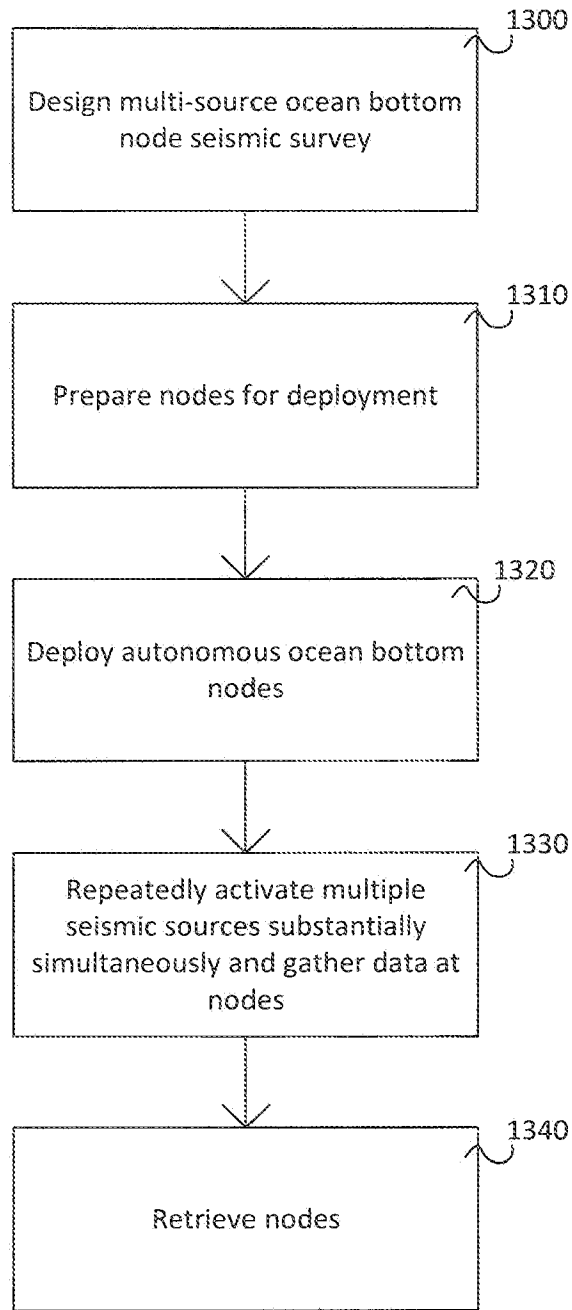 1300
Design multi-source ocean bottom
node seismic survey
1310
Prepare nodes for deployment
1320
Deploy autonomous ocean bottom
nodes
1330
Repeatedly activate multiple
seismic sources substantially
simultaneously and gather data at
nodes
1340
Retrieve nodes